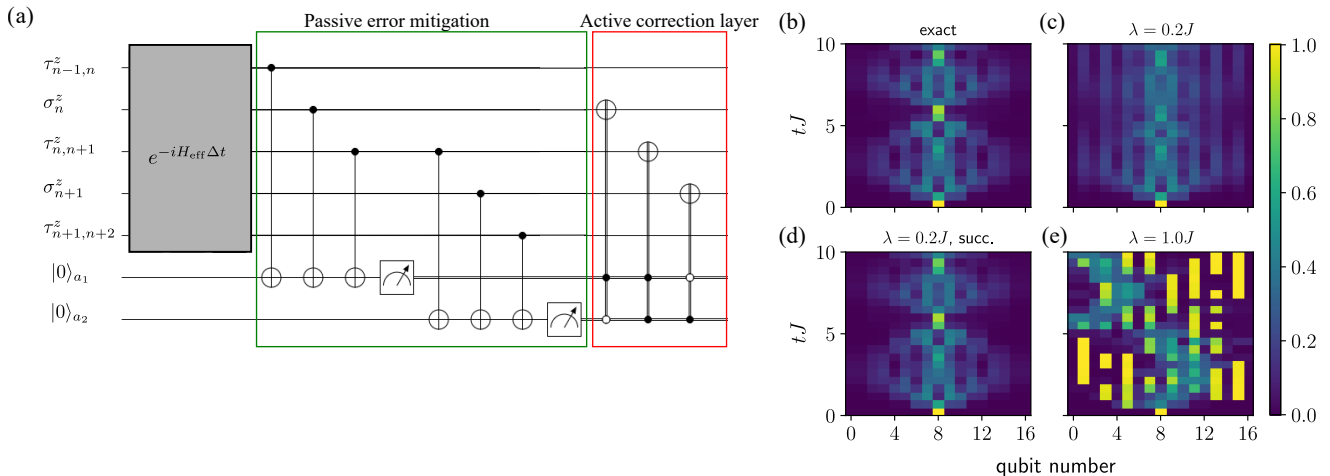 (a)
Passive error mitigation
Active correction layer
τ^z_{n−1,n}
σ^z_n
τ^z_{n,n+1}
σ^z_{n+1}
τ^z_{n+1,n+2}
|0⟩_{a_1}
|0⟩_{a_2}
e^{−iH_{eff}Δt}
(b)
exact
10
5
0
tJ
(c)
λ = 0.2J
(d)
λ = 0.2J, succ.
10
5
0
tJ
0 8 16
(e)
λ = 1.0J
0 4 8 12 16
qubit number
1.0
0.8
0.6
0.4
0.2
0.0